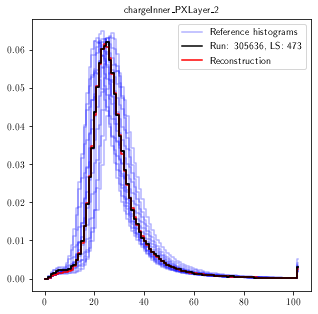 chargeInner_PXLayer_2
Reference histograms
Run: 305636, LS: 473
Reconstruction
0.06
0.05
0.04
0.03
0.02
0.01
0.00
0 20 40 60 80 100